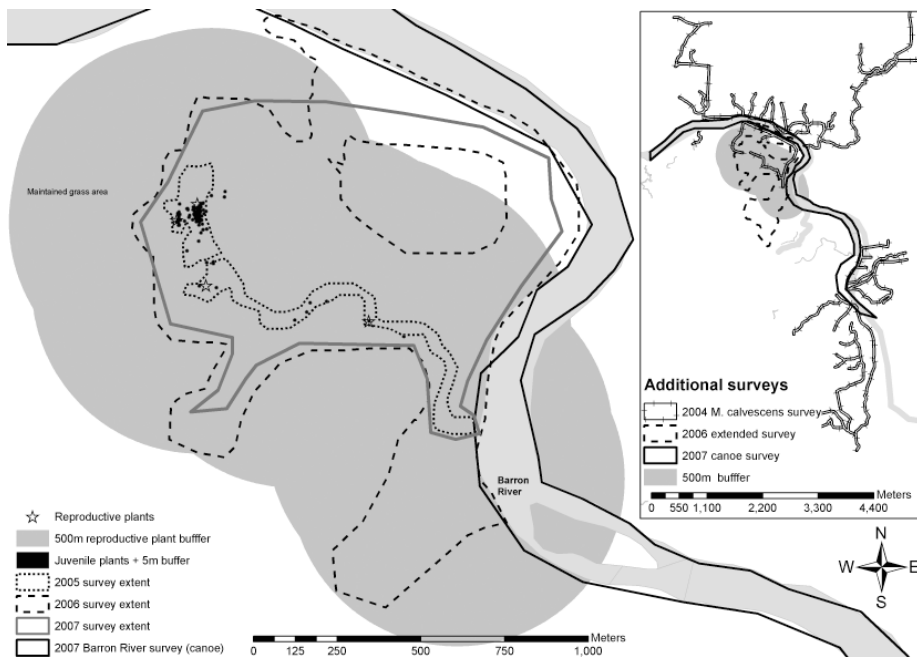 Maintained grass area
Barron
River
Reproductive plants
500m reproductive plant bufffer
Juvenile plants + 5m buffer
2005 survey extent
2006 survey extent
2007 survey extent
2007 Barron River survey (canoe)
Meters
0 125 250 500 750 1,000
Additional surveys
2004 M. calvescens survey
2006 extended survey
2007 canoe survey
500m bufffer
Meters
0 550 1,100 2,200 3,300 4,400
N
W E
S